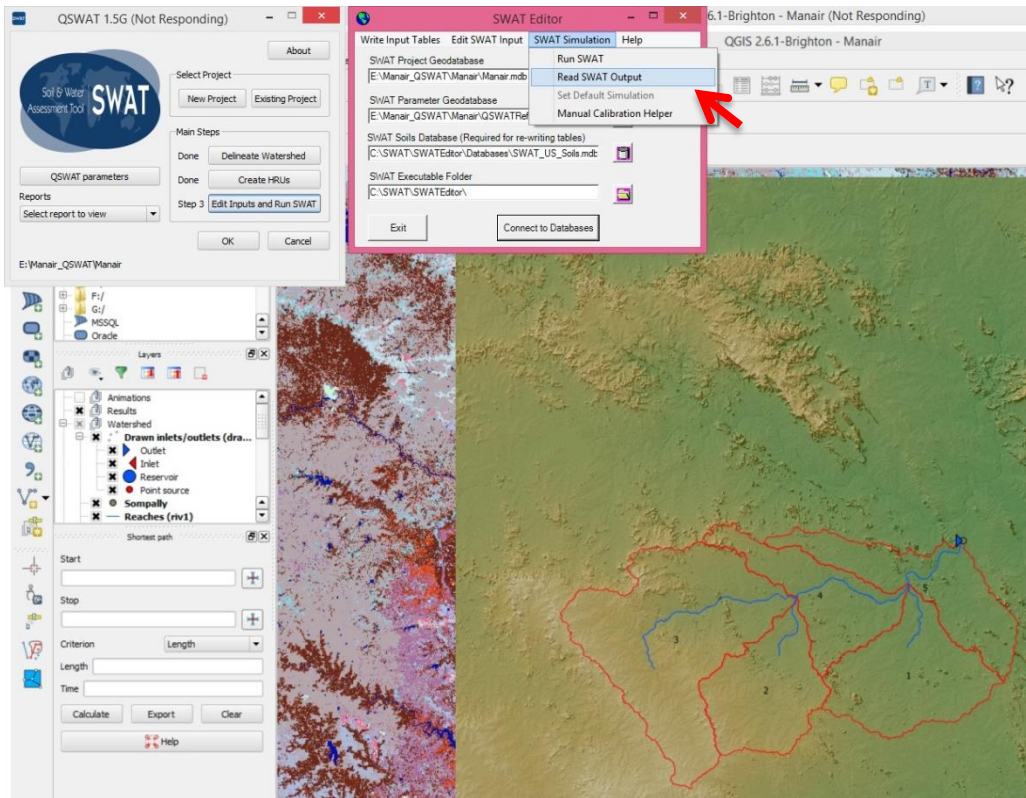 QSWAT 1.5G (Not Responding)
About
Soil & Water
Assessment Tool
SWAT
Select Project
New Project
Existing Project
Main Steps
Done
Delineate Watershed
QSWAT parameters
Done
Create HRUs
Reports
Select report to view
Step 3
Edit Inputs and Run SWAT
OK
Cancel
E:\Manair_QSWAT\Manair
SWAT Editor
Write Input Tables
Edit SWAT Input
SWAT Simulation
Help
Run SWAT
Read SWAT Output
Set Default Simulation
Manual Calibration Helper
SWAT Project Geodatabase
E:\Manair_QSWAT\Manair\Manair.mdb
SWAT Parameter Geodatabase
E:\Manair_QSWAT\Manair\QSWATRef
SWAT Soils Database (Required for re-writing tables)
C:\SWAT\SWATEditor\Databases\SWAT_US_Soils.mdb
SWAT Executable Folder
C:\SWAT\SWATEditor\
Exit
Connect to Databases
6.1-Brighton - Manair (Not Responding)
QGIS 2.6.1-Brighton - Manair
F:/
G:/
MSSQL
Oracle
Layers
Animations
Results
Watershed
Drawn inlets/outlets (dra...
Outlet
Inlet
Reservoir
Point source
Sompally
Reaches (riv1)
Shortest path
Start
Stop
Criterion
Length
Length
Time
Calculate
Export
Clear
Help
3
4
5
2
1